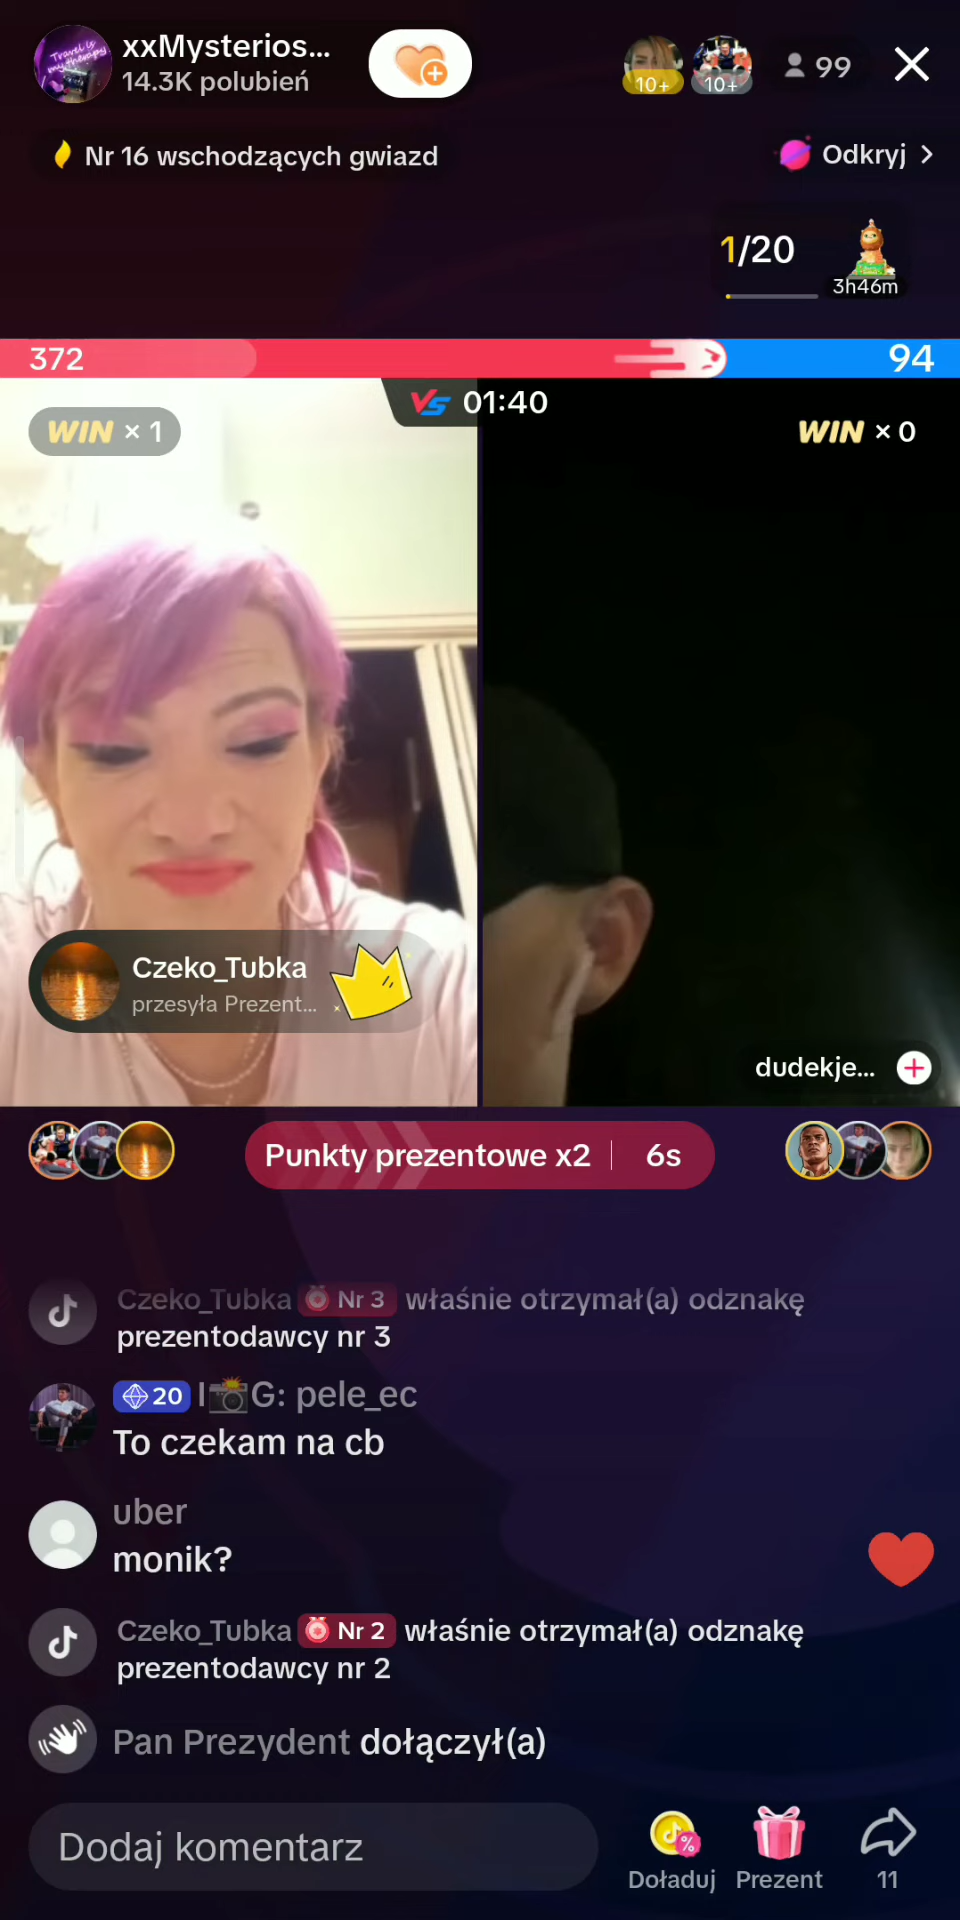 xxMysterios...
14.3K polubień
10+
10+
99
Nr 16 wschodzących gwiazd
Odkryj
1/20
3h46m
372
94
VS 01:40
WIN × 1
WIN × 0
Czeko_Tubka
przesyła Prezent...
dudekje...
Punkty prezentowe x2 | 6s
Czeko_Tubka Nr 3 właśnie otrzymał(a) odznakę
prezentodawcy nr 3
20 I📸G: pele_ec
To czekam na cb
uber
monik?
Czeko_Tubka Nr 2 właśnie otrzymał(a) odznakę
prezentodawcy nr 2
Pan Prezydent dołączył(a)
Dodaj komentarz
Doładuj
Prezent
11